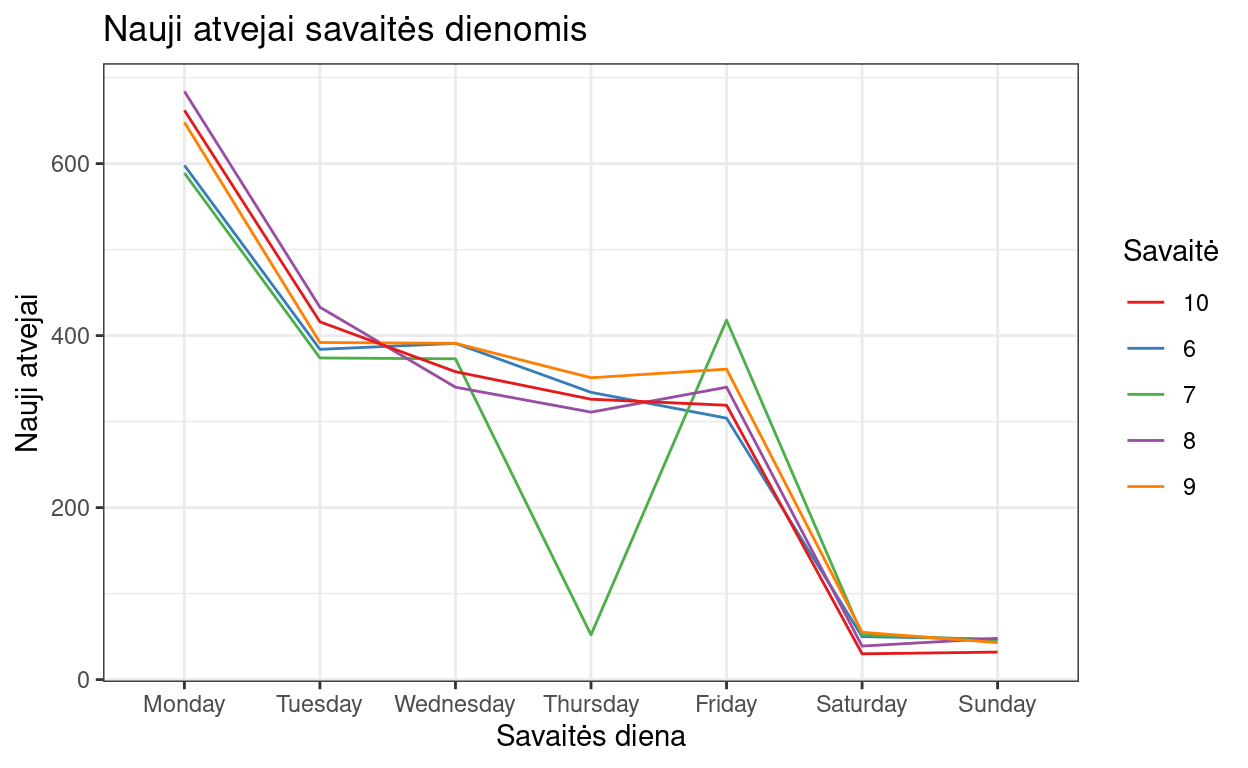 Nauji atvejai savaitės dienomis
Nauji atvejai
600
400
200
0
Monday Tuesday Wednesday Thursday Friday Saturday Sunday
Savaitės diena
Savaitė
10
6
7
8
9